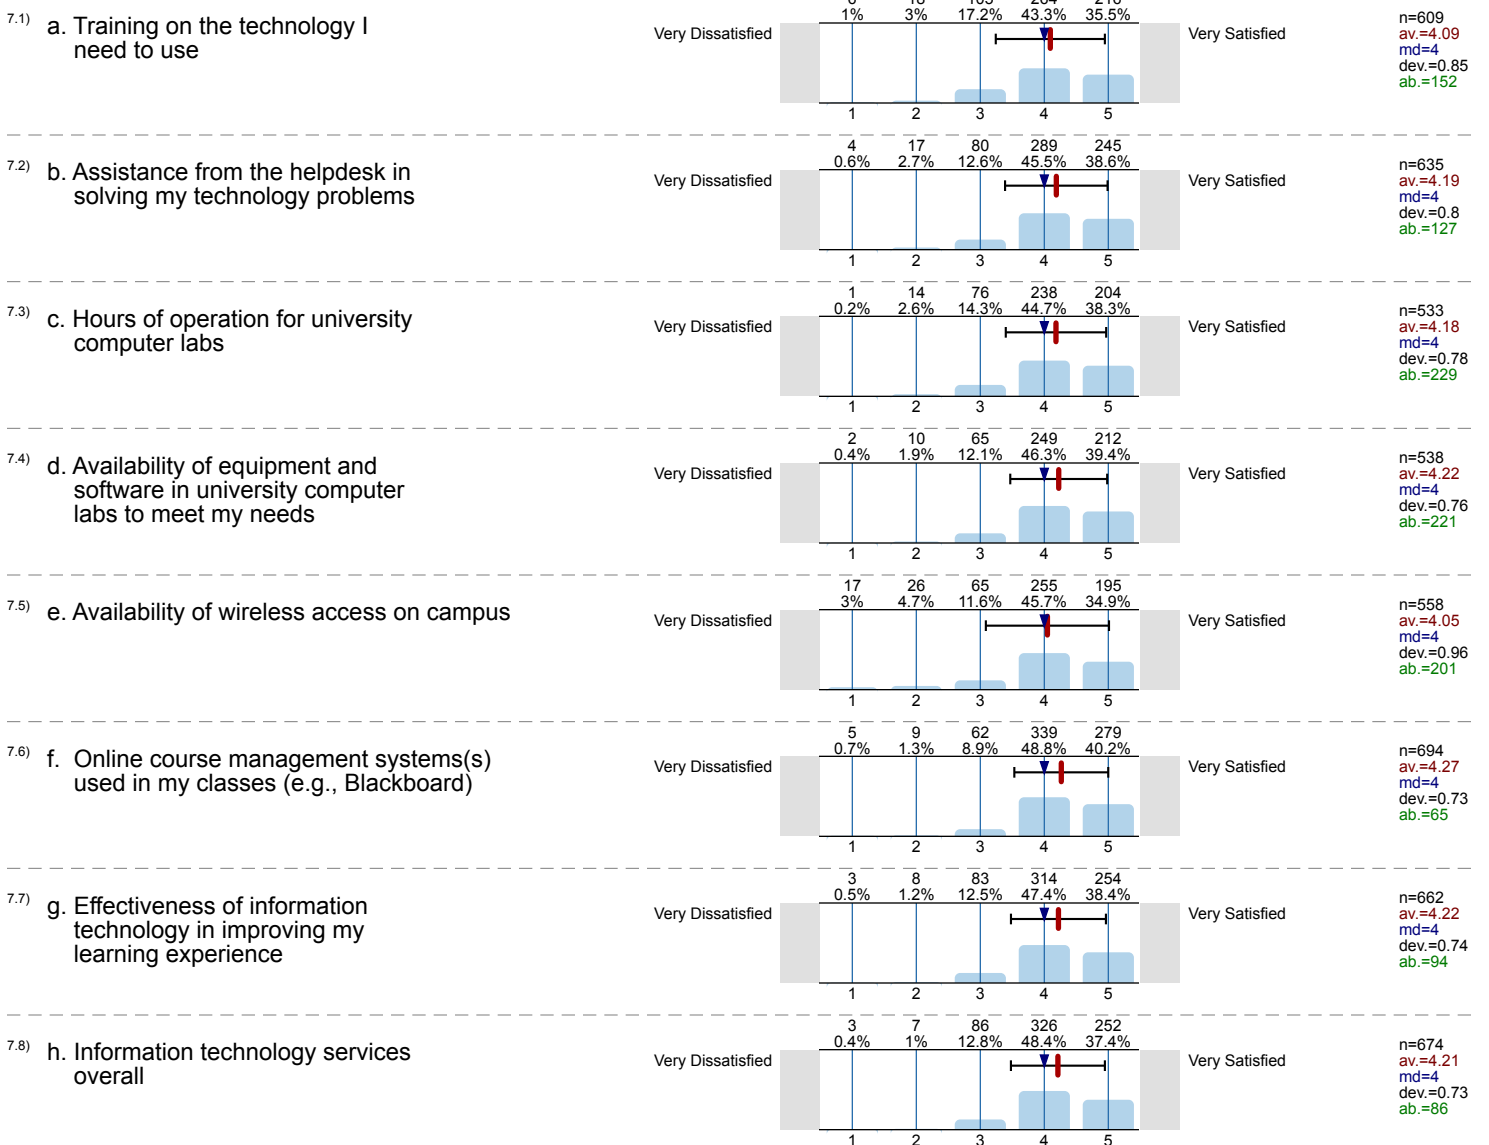 7.1) a. Training on the technology I
need to use
Very Dissatisfied
1% 3% 17.2% 43.3% 35.5%
1 2 3 4 5
Very Satisfied
n=609
av.=4.09
md=4
dev.=0.85
ab.=152
7.2) b. Assistance from the helpdesk in
solving my technology problems
Very Dissatisfied
4 17 80 289 245
0.6% 2.7% 12.6% 45.5% 38.6%
1 2 3 4 5
Very Satisfied
n=635
av.=4.19
md=4
dev.=0.8
ab.=127
7.3) c. Hours of operation for university
computer labs
Very Dissatisfied
1 14 76 238 204
0.2% 2.6% 14.3% 44.7% 38.3%
1 2 3 4 5
Very Satisfied
n=533
av.=4.18
md=4
dev.=0.78
ab.=229
7.4) d. Availability of equipment and
software in university computer
labs to meet my needs
Very Dissatisfied
2 10 65 249 212
0.4% 1.9% 12.1% 46.3% 39.4%
1 2 3 4 5
Very Satisfied
n=538
av.=4.22
md=4
dev.=0.76
ab.=221
7.5) e. Availability of wireless access on campus
Very Dissatisfied
17 26 65 255 195
3% 4.7% 11.6% 45.7% 34.9%
1 2 3 4 5
Very Satisfied
n=558
av.=4.05
md=4
dev.=0.96
ab.=201
7.6) f. Online course management systems(s)
used in my classes (e.g., Blackboard)
Very Dissatisfied
5 9 62 339 279
0.7% 1.3% 8.9% 48.8% 40.2%
1 2 3 4 5
Very Satisfied
n=694
av.=4.27
md=4
dev.=0.73
ab.=65
7.7) g. Effectiveness of information
technology in improving my
learning experience
Very Dissatisfied
3 8 83 314 254
0.5% 1.2% 12.5% 47.4% 38.4%
1 2 3 4 5
Very Satisfied
n=662
av.=4.22
md=4
dev.=0.74
ab.=94
7.8) h. Information technology services
overall
Very Dissatisfied
3 7 86 326 252
0.4% 1% 12.8% 48.4% 37.4%
1 2 3 4 5
Very Satisfied
n=674
av.=4.21
md=4
dev.=0.73
ab.=86